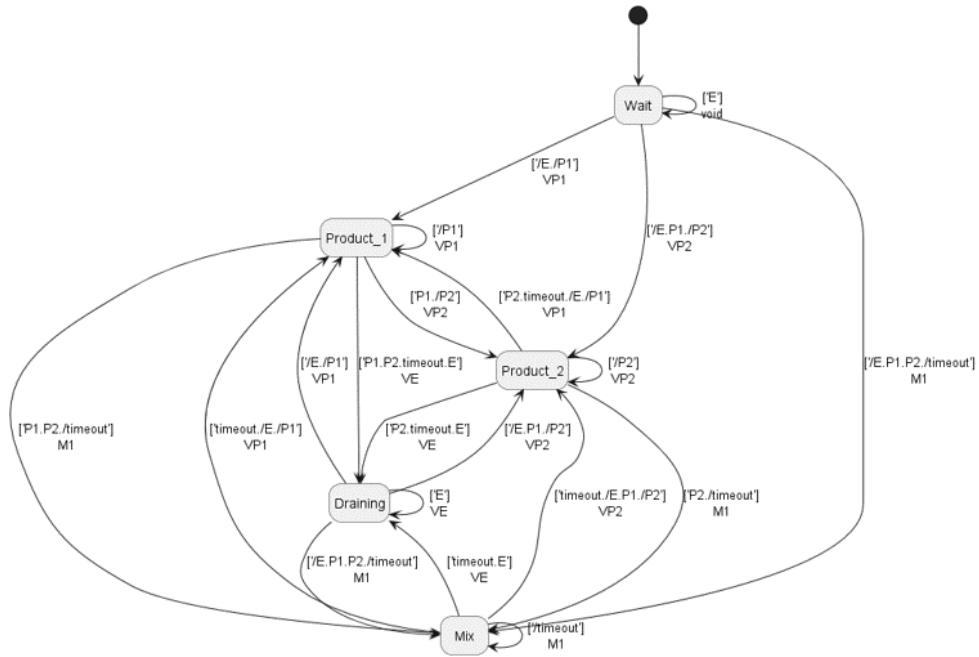 Wait
['E']
void
['/E./P1']
VP1
['/E.P1./P2']
VP2
Product_1
['/P1']
VP1
['P1./P2']
VP2
['P2.timeout./E./P1']
VP1
['/E./P1']
VP1
['P1.P2.timeout.E']
VE
Product_2
['/P2']
VP2
['/E.P1.P2./timeout']
M1
['P1.P2./timeout']
M1
['timeout./E./P1']
VP1
['P2.timeout.E']
VE
['/E.P1./P2']
VP2
Draining
['E']
VE
['timeout./E.P1./P2']
VP2
['P2./timeout']
M1
['/E.P1.P2./timeout']
M1
['timeout.E']
VE
Mix
['/timeout']
M1